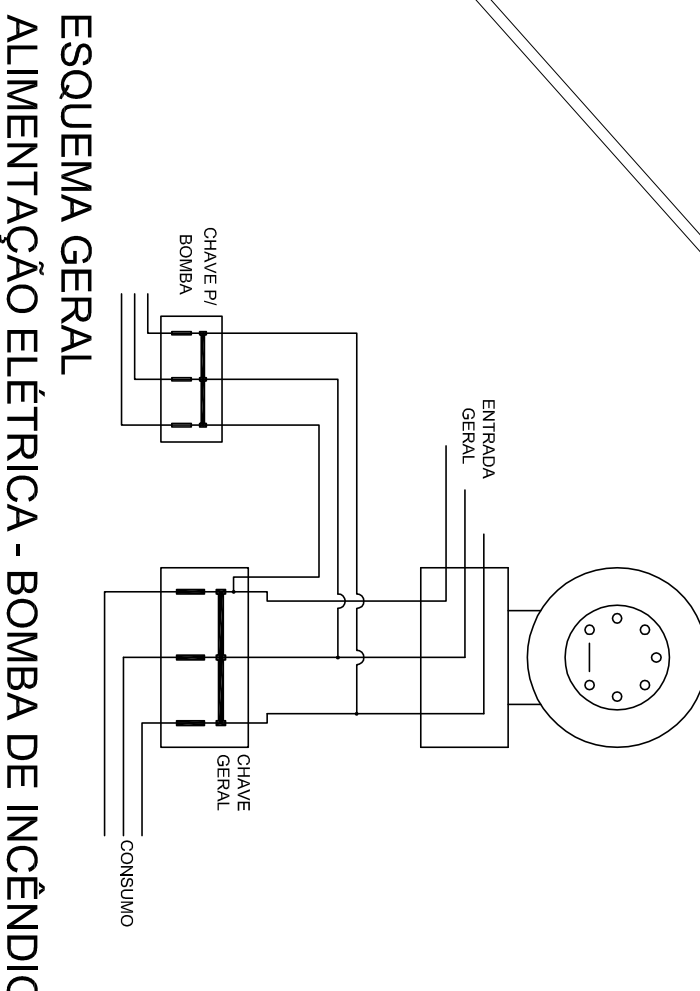 ESQUEMA GERAL
ALIMENTAÇÃO ELÉTRICA - BOMBA DE INCÊNDIO
CHAVE P/
BOMBA
ENTRADA
GERAL
CHAVE
GERAL
CONSUMO